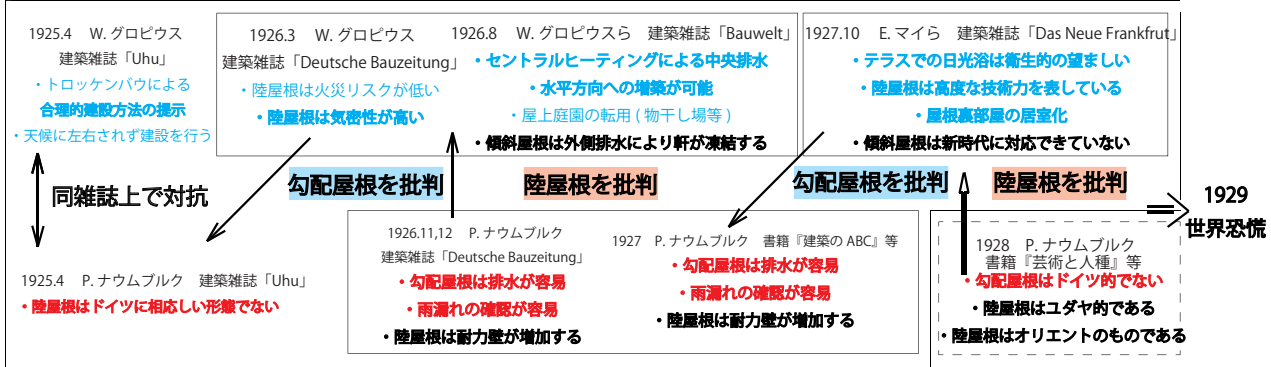 1925.4 W. グロピウス
建築雑誌「Uhu」
・トロッケンバウによる
合理的建設方法の提示
・天候に左右されず建設を行う
1926.3 W. グロピウス
建築雑誌「Deutsche Bauzeitung」
・陸屋根は火災リスクが低い
・陸屋根は気密性が高い
1926.8 W. グロピウスら 建築雑誌「Bauwelt」
・セントラルヒーティングによる中央排水
・水平方向への増築が可能
・屋上庭園の転用 ( 物干し場等 )
・傾斜屋根は外側排水により軒が凍結する
1927.10 E. マイら 建築雑誌「Das Neue Frankfrut」
・テラスでの日光浴は衛生的の望ましい
・陸屋根は高度な技術力を表している
・屋根裏部屋の居室化
・傾斜屋根は新時代に対応できていない
同雑誌上で対抗
勾配屋根を批判
陸屋根を批判
勾配屋根を批判
陸屋根を批判
1929
世界恐慌
1925.4 P. ナウムブルク 建築雑誌「Uhu」
・陸屋根はドイツに相応しい形態でない
1926.11,12 P. ナウムブルク
建築雑誌「Deutsche Bauzeitung」
・勾配屋根は排水が容易
・雨漏れの確認が容易
・陸屋根は耐力壁が増加する
1927 P. ナウムブルク 書籍『建築の ABC』等
・勾配屋根は排水が容易
・雨漏れの確認が容易
・陸屋根は耐力壁が増加する
1928 P. ナウムブルク
書籍『芸術と人種』等
・勾配屋根はドイツ的でない
・陸屋根はユダヤ的である
・陸屋根はオリエントのものである